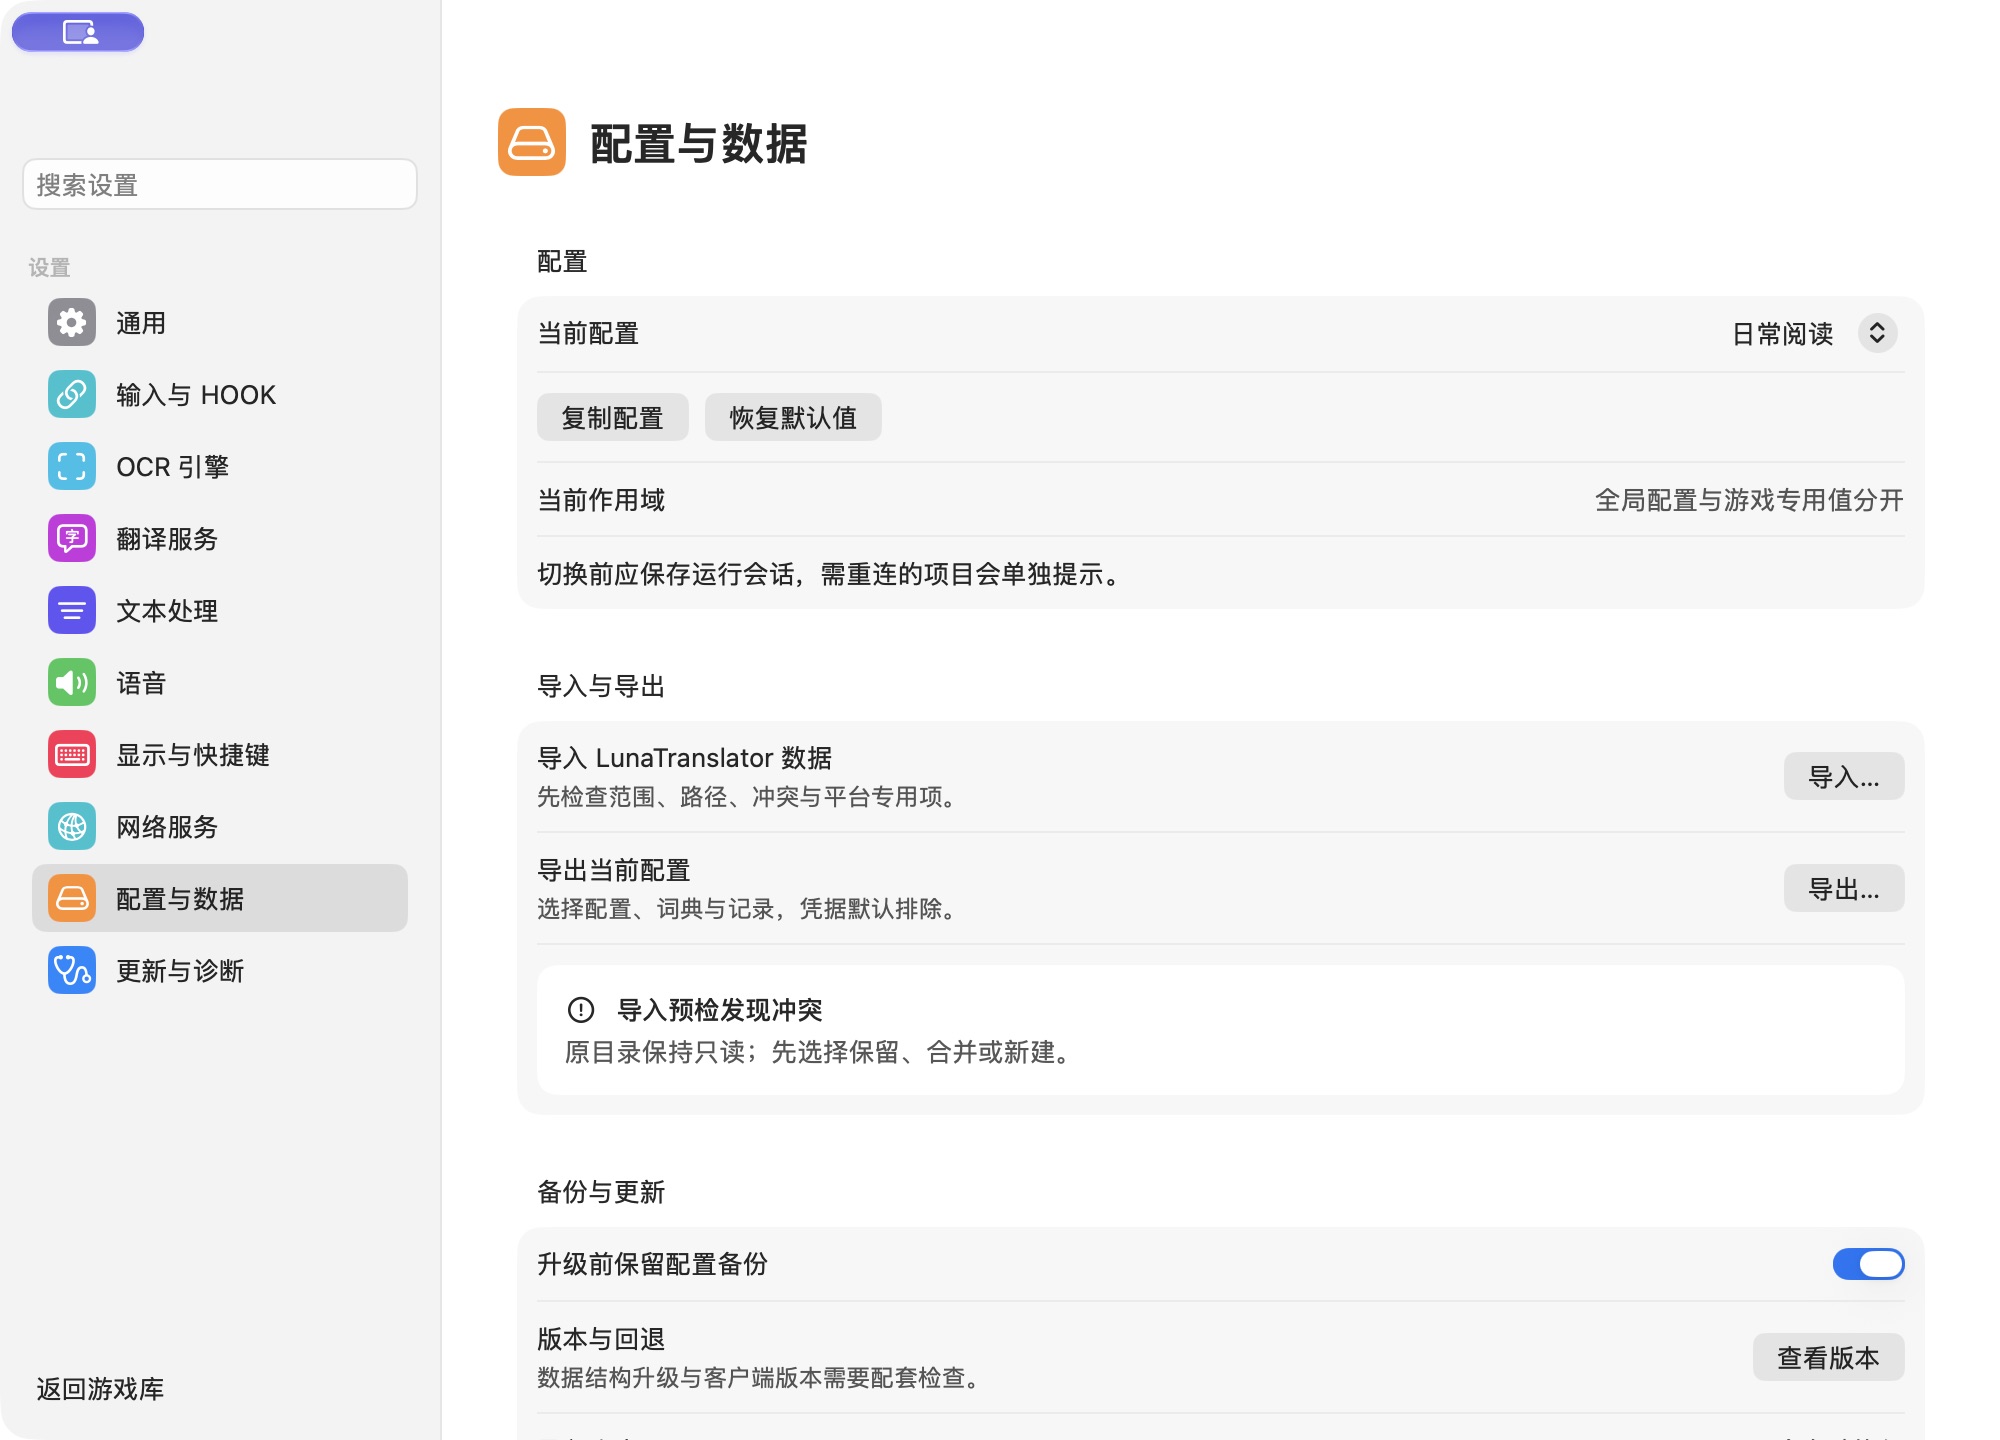 搜索设置
设置
通用
输入与 HOOK
OCR 引擎
字
翻译服务
文本处理
语音
显示与快捷键
网络服务
配置与数据
更新与诊断
返回游戏库
配置与数据
配置
当前配置
日常阅读
复制配置
恢复默认值
当前作用域
全局配置与游戏专用值分开
切换前应保存运行会话，需重连的项目会单独提示。
导入与导出
导入 LunaTranslator 数据
先检查范围、路径、冲突与平台专用项。
导入...
导出当前配置
选择配置、词典与记录，凭据默认排除。
导出...
导入预检发现冲突
原目录保持只读；先选择保留、合并或新建。
备份与更新
升级前保留配置备份
版本与回退
数据结构升级与客户端版本需要配套检查。
查看版本